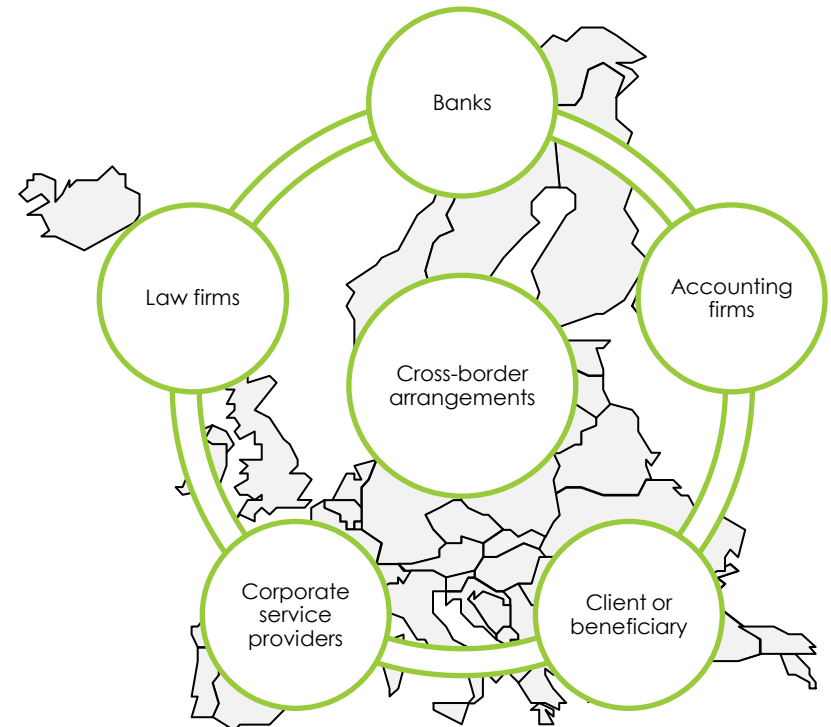 Banks
Law firms
Accounting
firms
Cross-border
arrangements
Corporate
service
providers
Client or
beneficiary